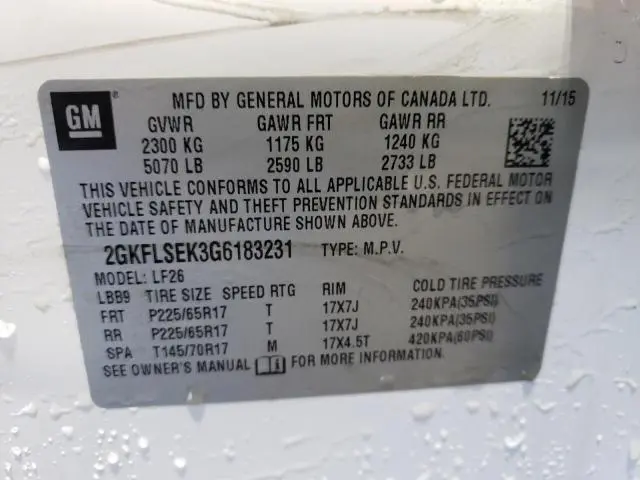 GM ® MFD BY GENERAL MOTORS OF CANADA LTD. 11/15
GVWR GAWR FRT GAWR RR
2300 KG 1175 KG 1240 KG
5070 LB 2590 LB 2733 LB
THIS VEHICLE CONFORMS TO ALL APPLICABLE U.S. FEDERAL MOTOR
VEHICLE SAFETY AND THEFT PREVENTION STANDARDS IN EFFECT ON
THE DATE OF MANUFACTURE SHOWN ABOVE.
2GKFLSEK3G6183231 TYPE: M.P.V.
MODEL: LF26
LBB9 TIRE SIZE SPEED RTG RIM COLD TIRE PRESSURE
FRT P225/65R17 T 17X7J 240KPA(35PSI)
RR P225/65R17 T 17X7J 240KPA(35PSI)
SPA T145/70R17 M 17X4.5T 420KPA(60PSI)
SEE OWNER'S MANUAL FOR MORE INFORMATION.